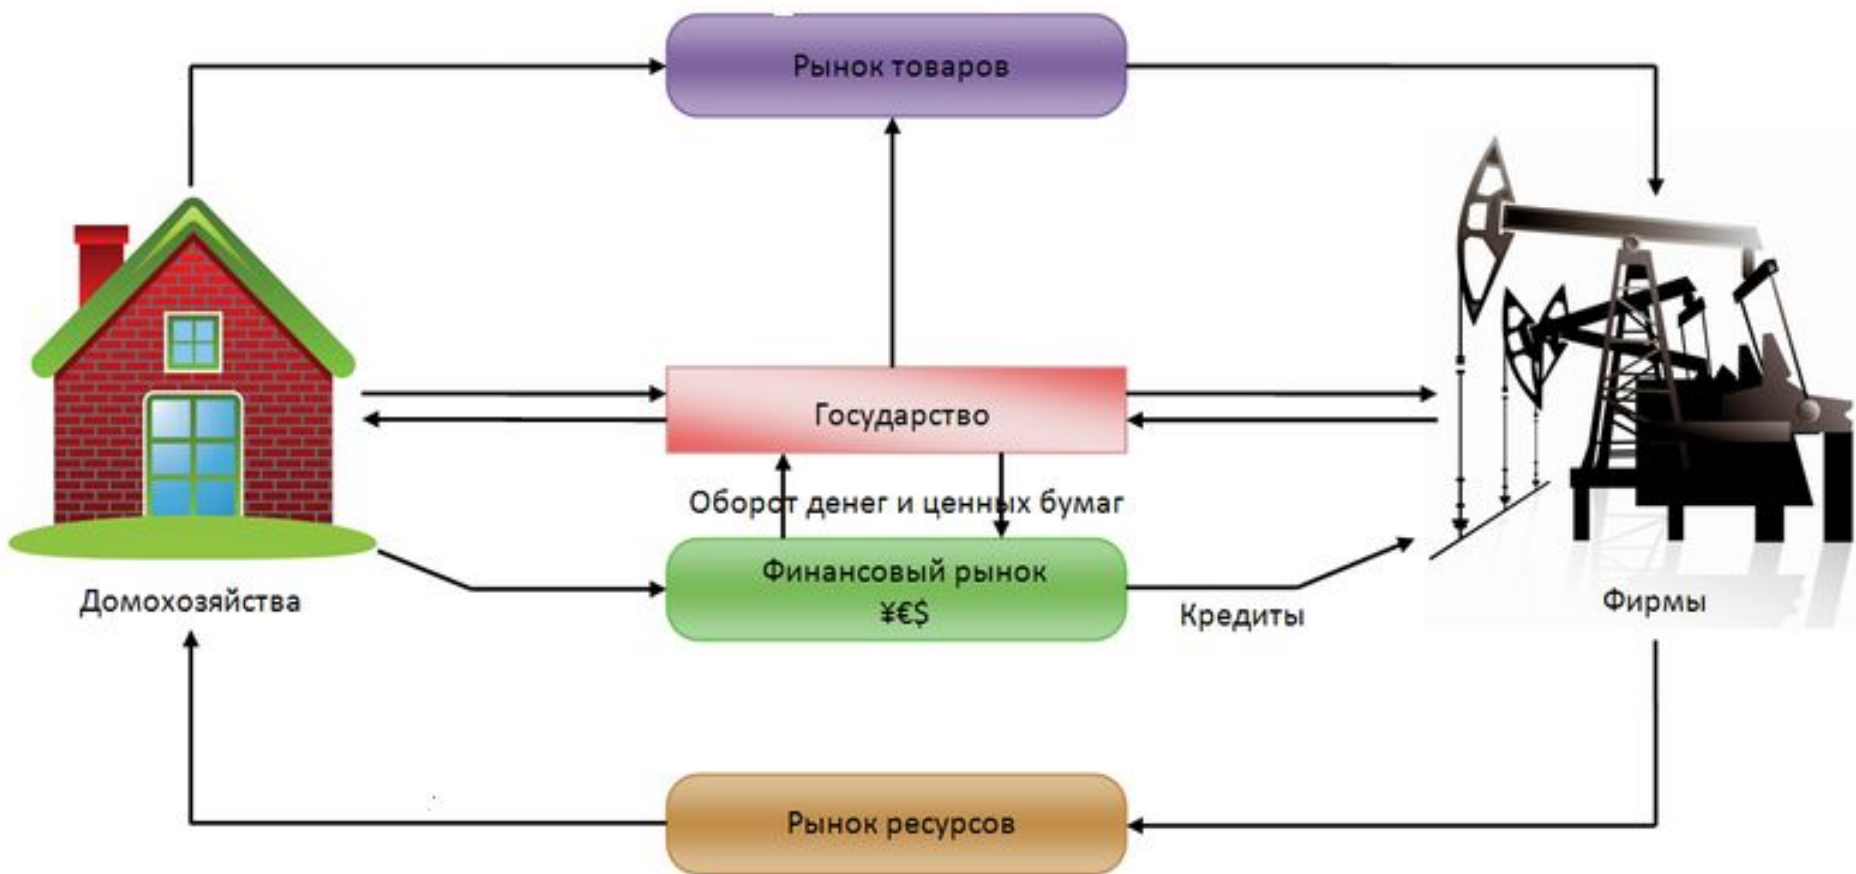 Рынок товаров
Государство
Оборот денег и ценных бумаг
Финансовый рынок
¥€$
Домохозяйства
Кредиты
Фирмы
Рынок ресурсов